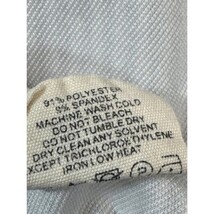 91% POLYESTER
9% SPANDEX
MACHINE WASH COLD
DO NOT BLEACH
DO NOT TUMBLE DRY
DRY CLEAN ANY SOLVENT
EXCEPT TRICHLOROETHYLENE
IRON LOW HEAT